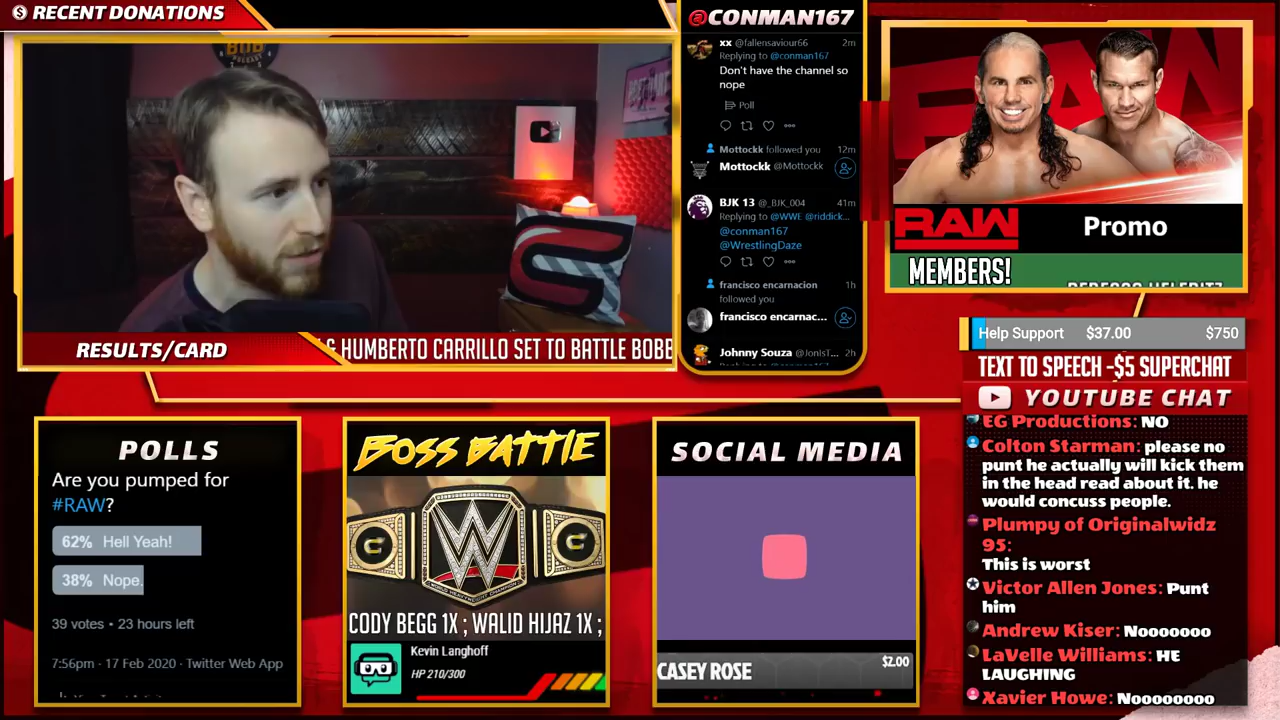 RECENT DONATIONS
BOB
PODCAST
RESULTS/CARD
& HUMBERTO CARRILLO SET TO BATTLE BOBB
@CONMAN167
xx @fallensaviour66 2m
Replying to @conman167
Don't have the channel so
nope
Poll
Mottockk followed you 12m
Mottockk @Mottockk
BJK 13 @_BJK_004 41m
Replying to @WWE @riddick...
@conman167
@WrestlingDaze
francisco encarnacion 1h
followed you
francisco encarnac...
Johnny Souza @JonIsT... 2h
RAW
RAW Promo
MEMBERS!
Help Support $37.00 $750
TEXT TO SPEECH -$5 SUPERCHAT
YOUTUBE CHAT
EG Productions: NO
Colton Starman: please no
punt he actually will kick them
in the head read about it. he
would concuss people.
Plumpy of Originalwidz
95:
This is worst
Victor Allen Jones: Punt
him
Andrew Kiser: Nooooooo
LaVelle Williams: HE
LAUGHING
Xavier Howe: Nooooooo
POLLS
Are you pumped for
#RAW?
62% Hell Yeah!
38% Nope.
39 votes • 23 hours left
7:56pm · 17 Feb 2020 · Twitter Web App
BOSS BATTLE
CODY BEGG 1X ; WALID HIJAZ 1X ;
Kevin Langhoff
HP 210/300
SOCIAL MEDIA
CASEY ROSE $2.00